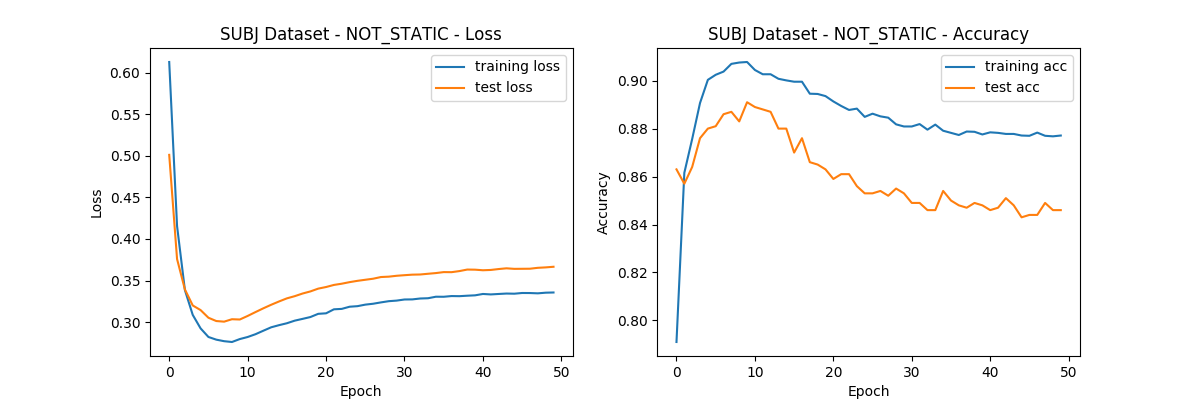 SUBJ Dataset - NOT_STATIC - Loss
0.60
0.55
0.50
0.45
0.40
0.35
0.30
Loss
training loss
test loss
0
10
20
30
40
50
Epoch
SUBJ Dataset - NOT_STATIC - Accuracy
0.90
0.88
0.86
0.84
0.82
0.80
Accuracy
training acc
test acc
0
10
20
30
40
50
Epoch